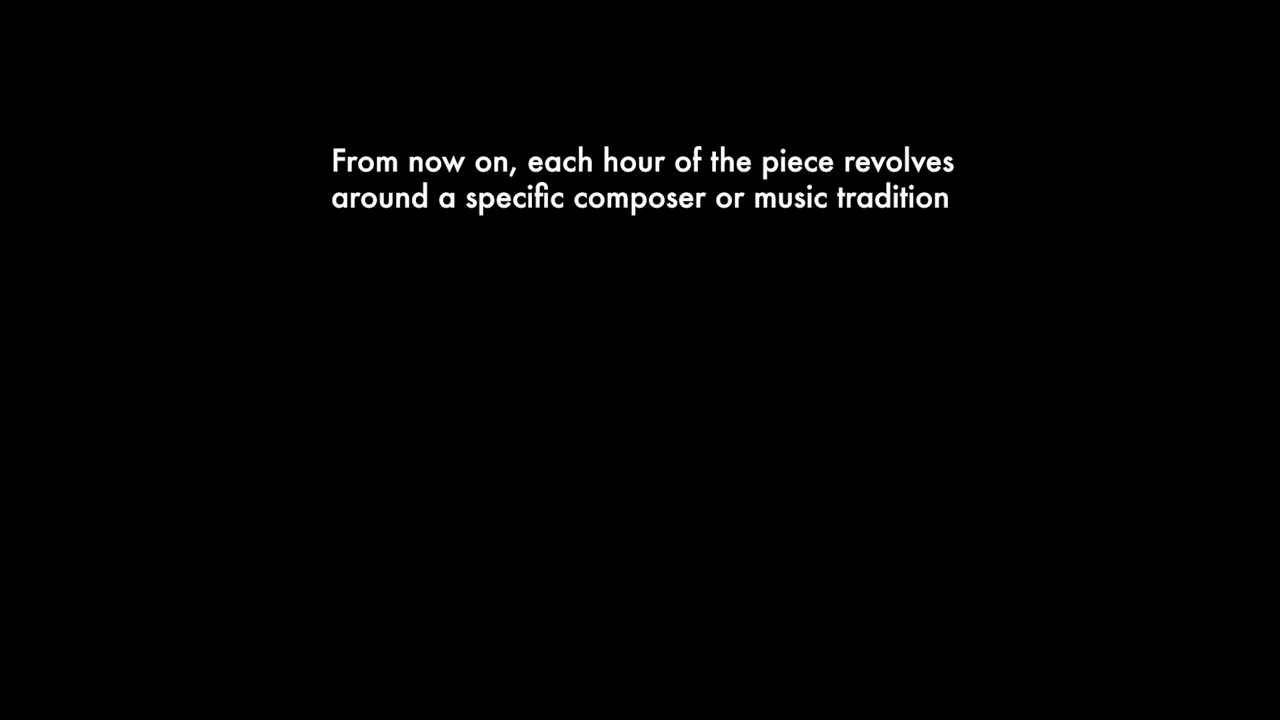 From now on, each hour of the piece revolves
around a specific composer or music tradition